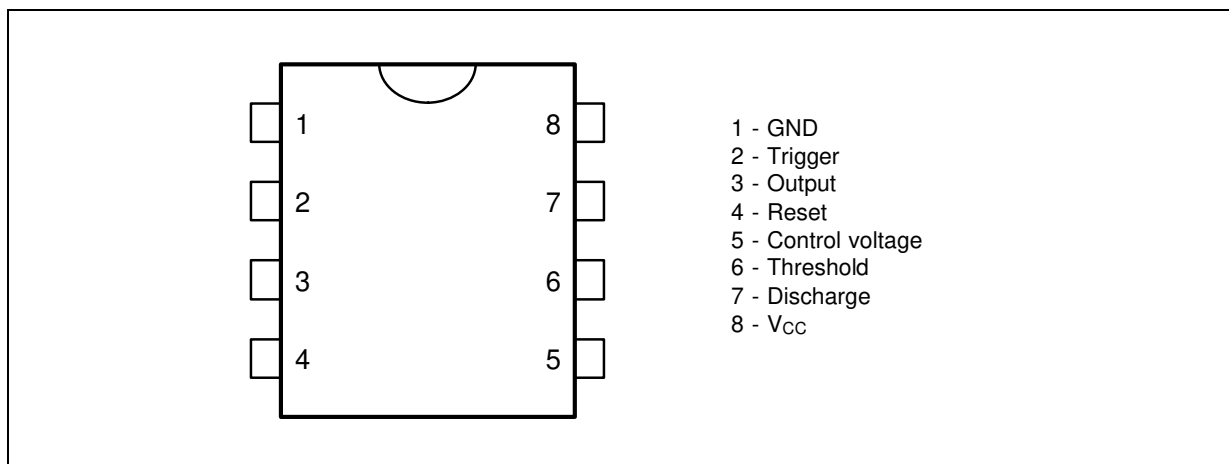 1
8
2
7
3
6
4
5
1 - GND
2 - Trigger
3 - Output
4 - Reset
5 - Control voltage
6 - Threshold
7 - Discharge
8 - VCC